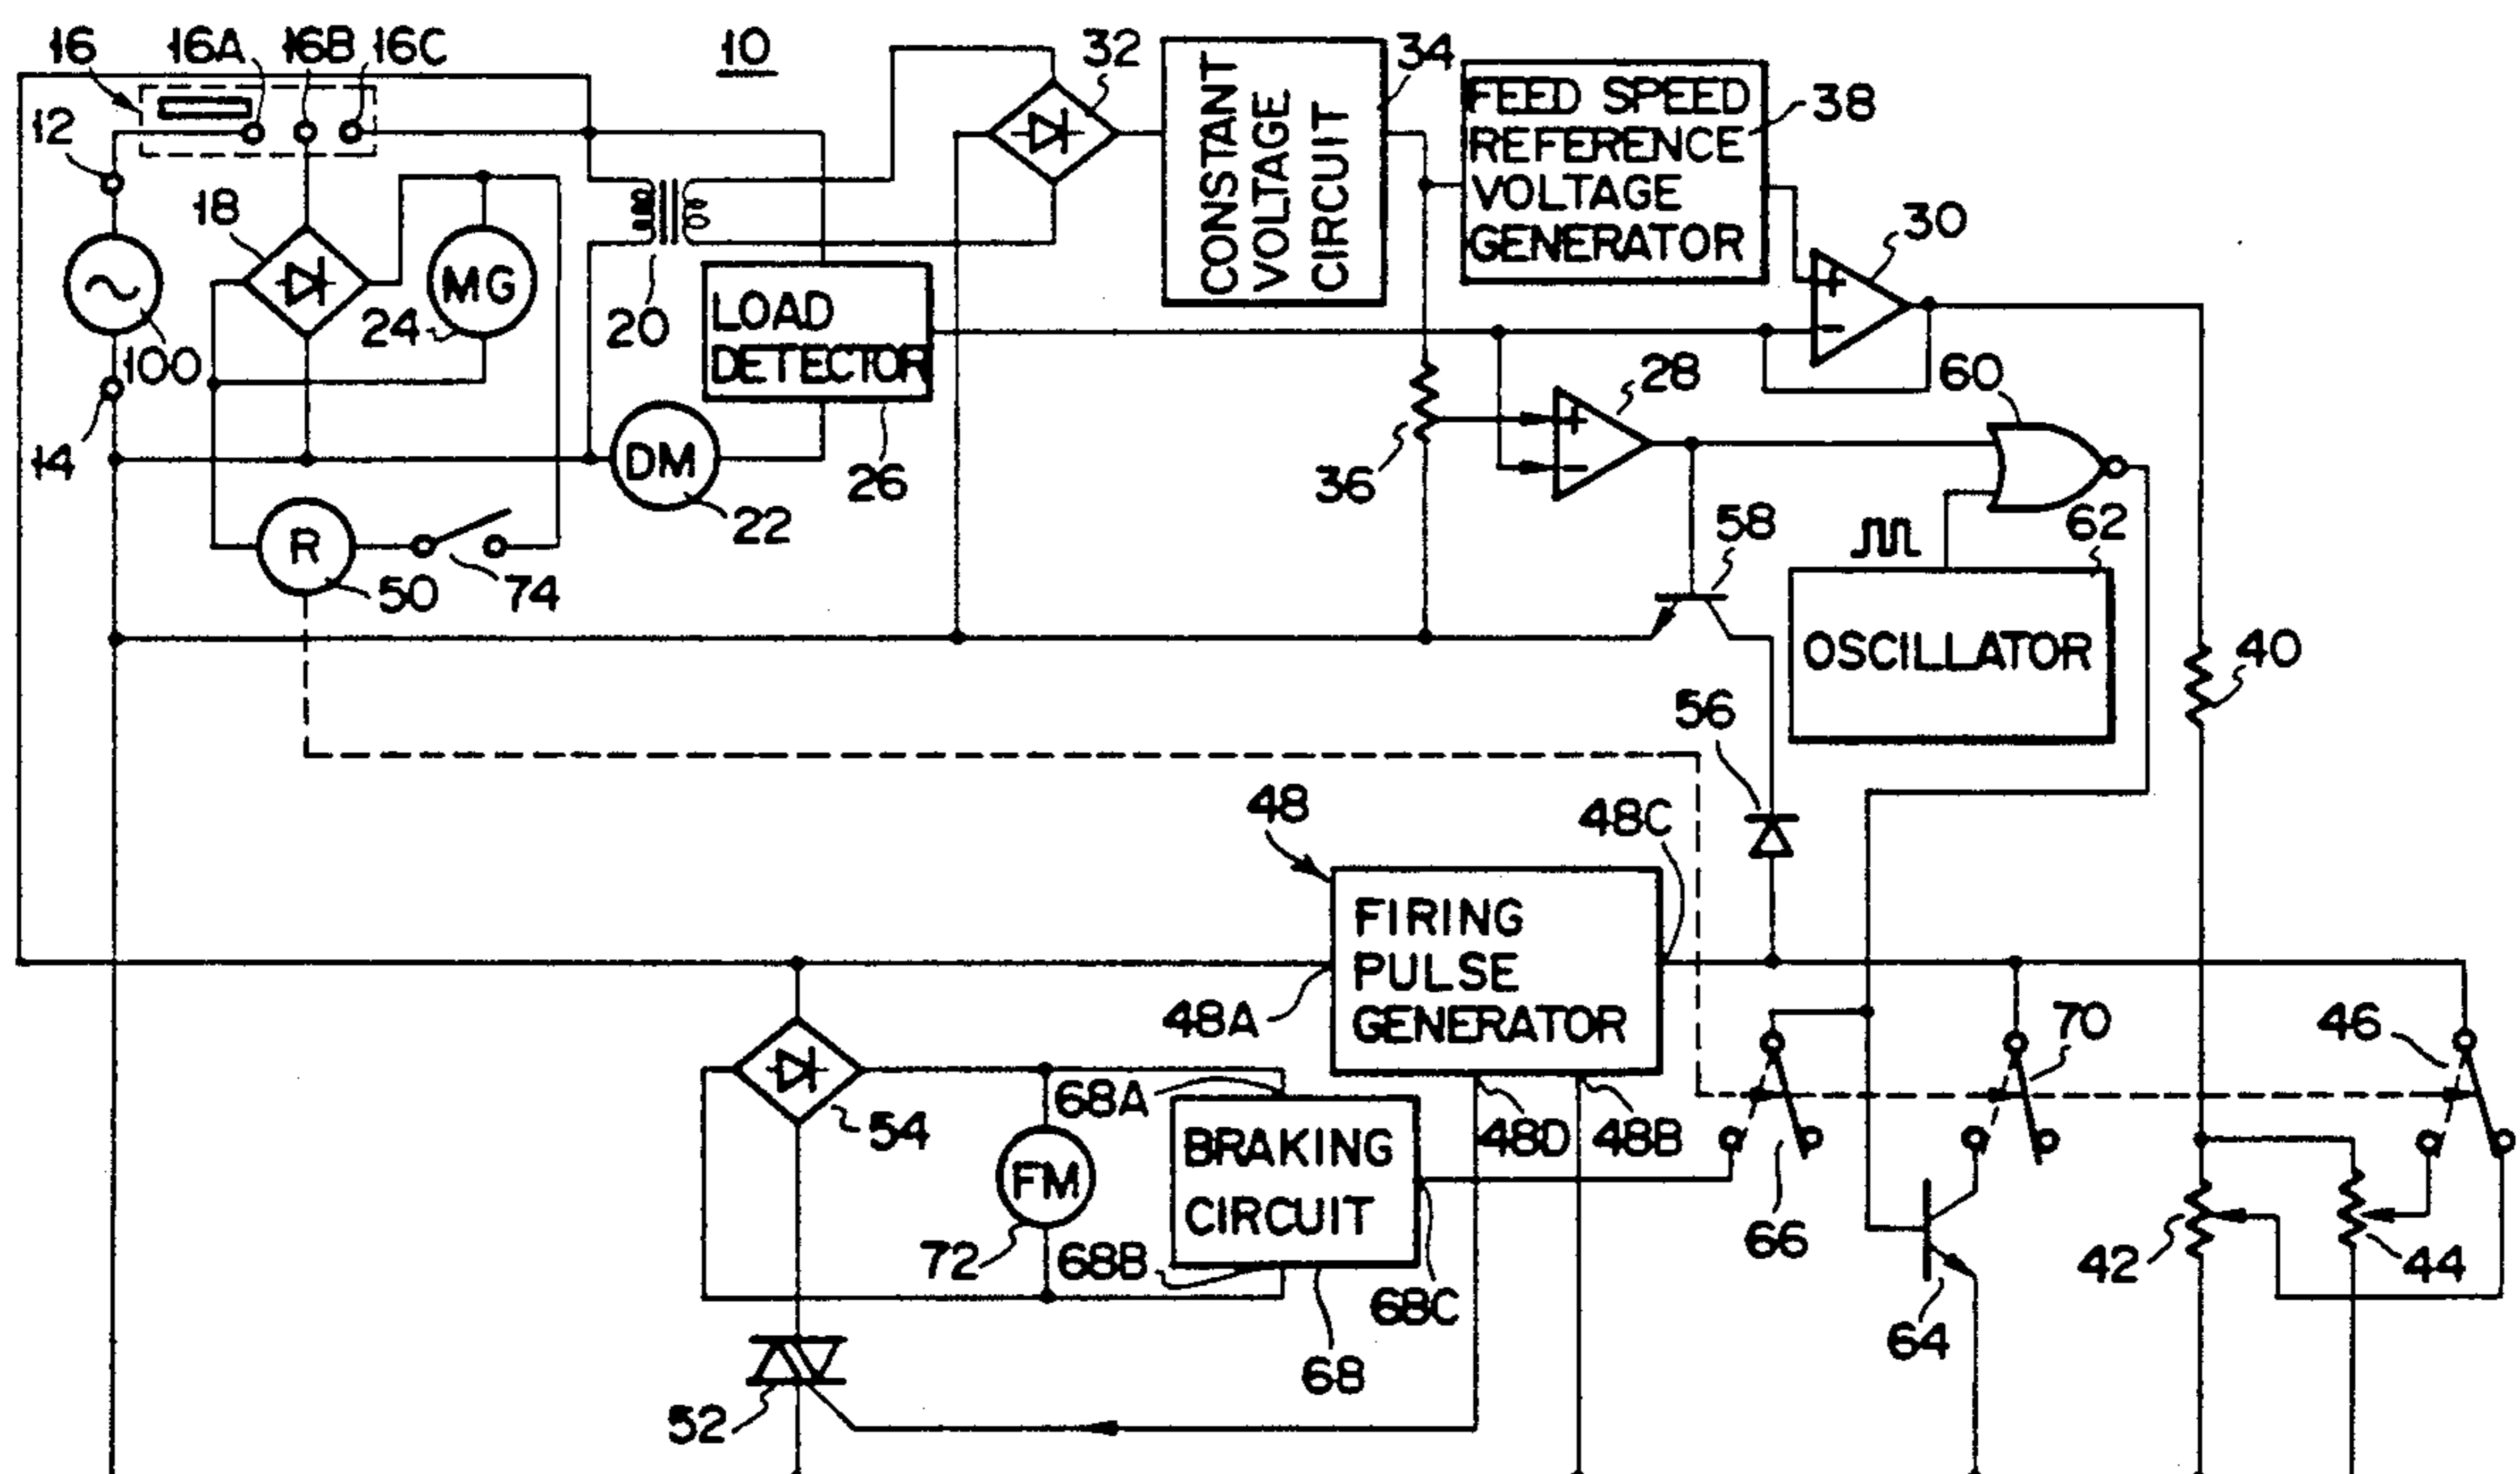 16
16A
16B
16C
10
32
34
12
CONSTANT
VOLTAGE
CIRCUIT
FEED SPEED
REFERENCE
VOLTAGE
GENERATOR
38
18
MG
30
24
20
LOAD
DETECTOR
100
28
60
14
DM
26
36
22
R
50
74
58
62
OSCILLATOR
40
56
48
48C
FIRING
PULSE
GENERATOR
48A
70
46
68A
54
BRAKING
CIRCUIT
48D
48B
FM
72
68B
66
42
44
68C
64
68
52